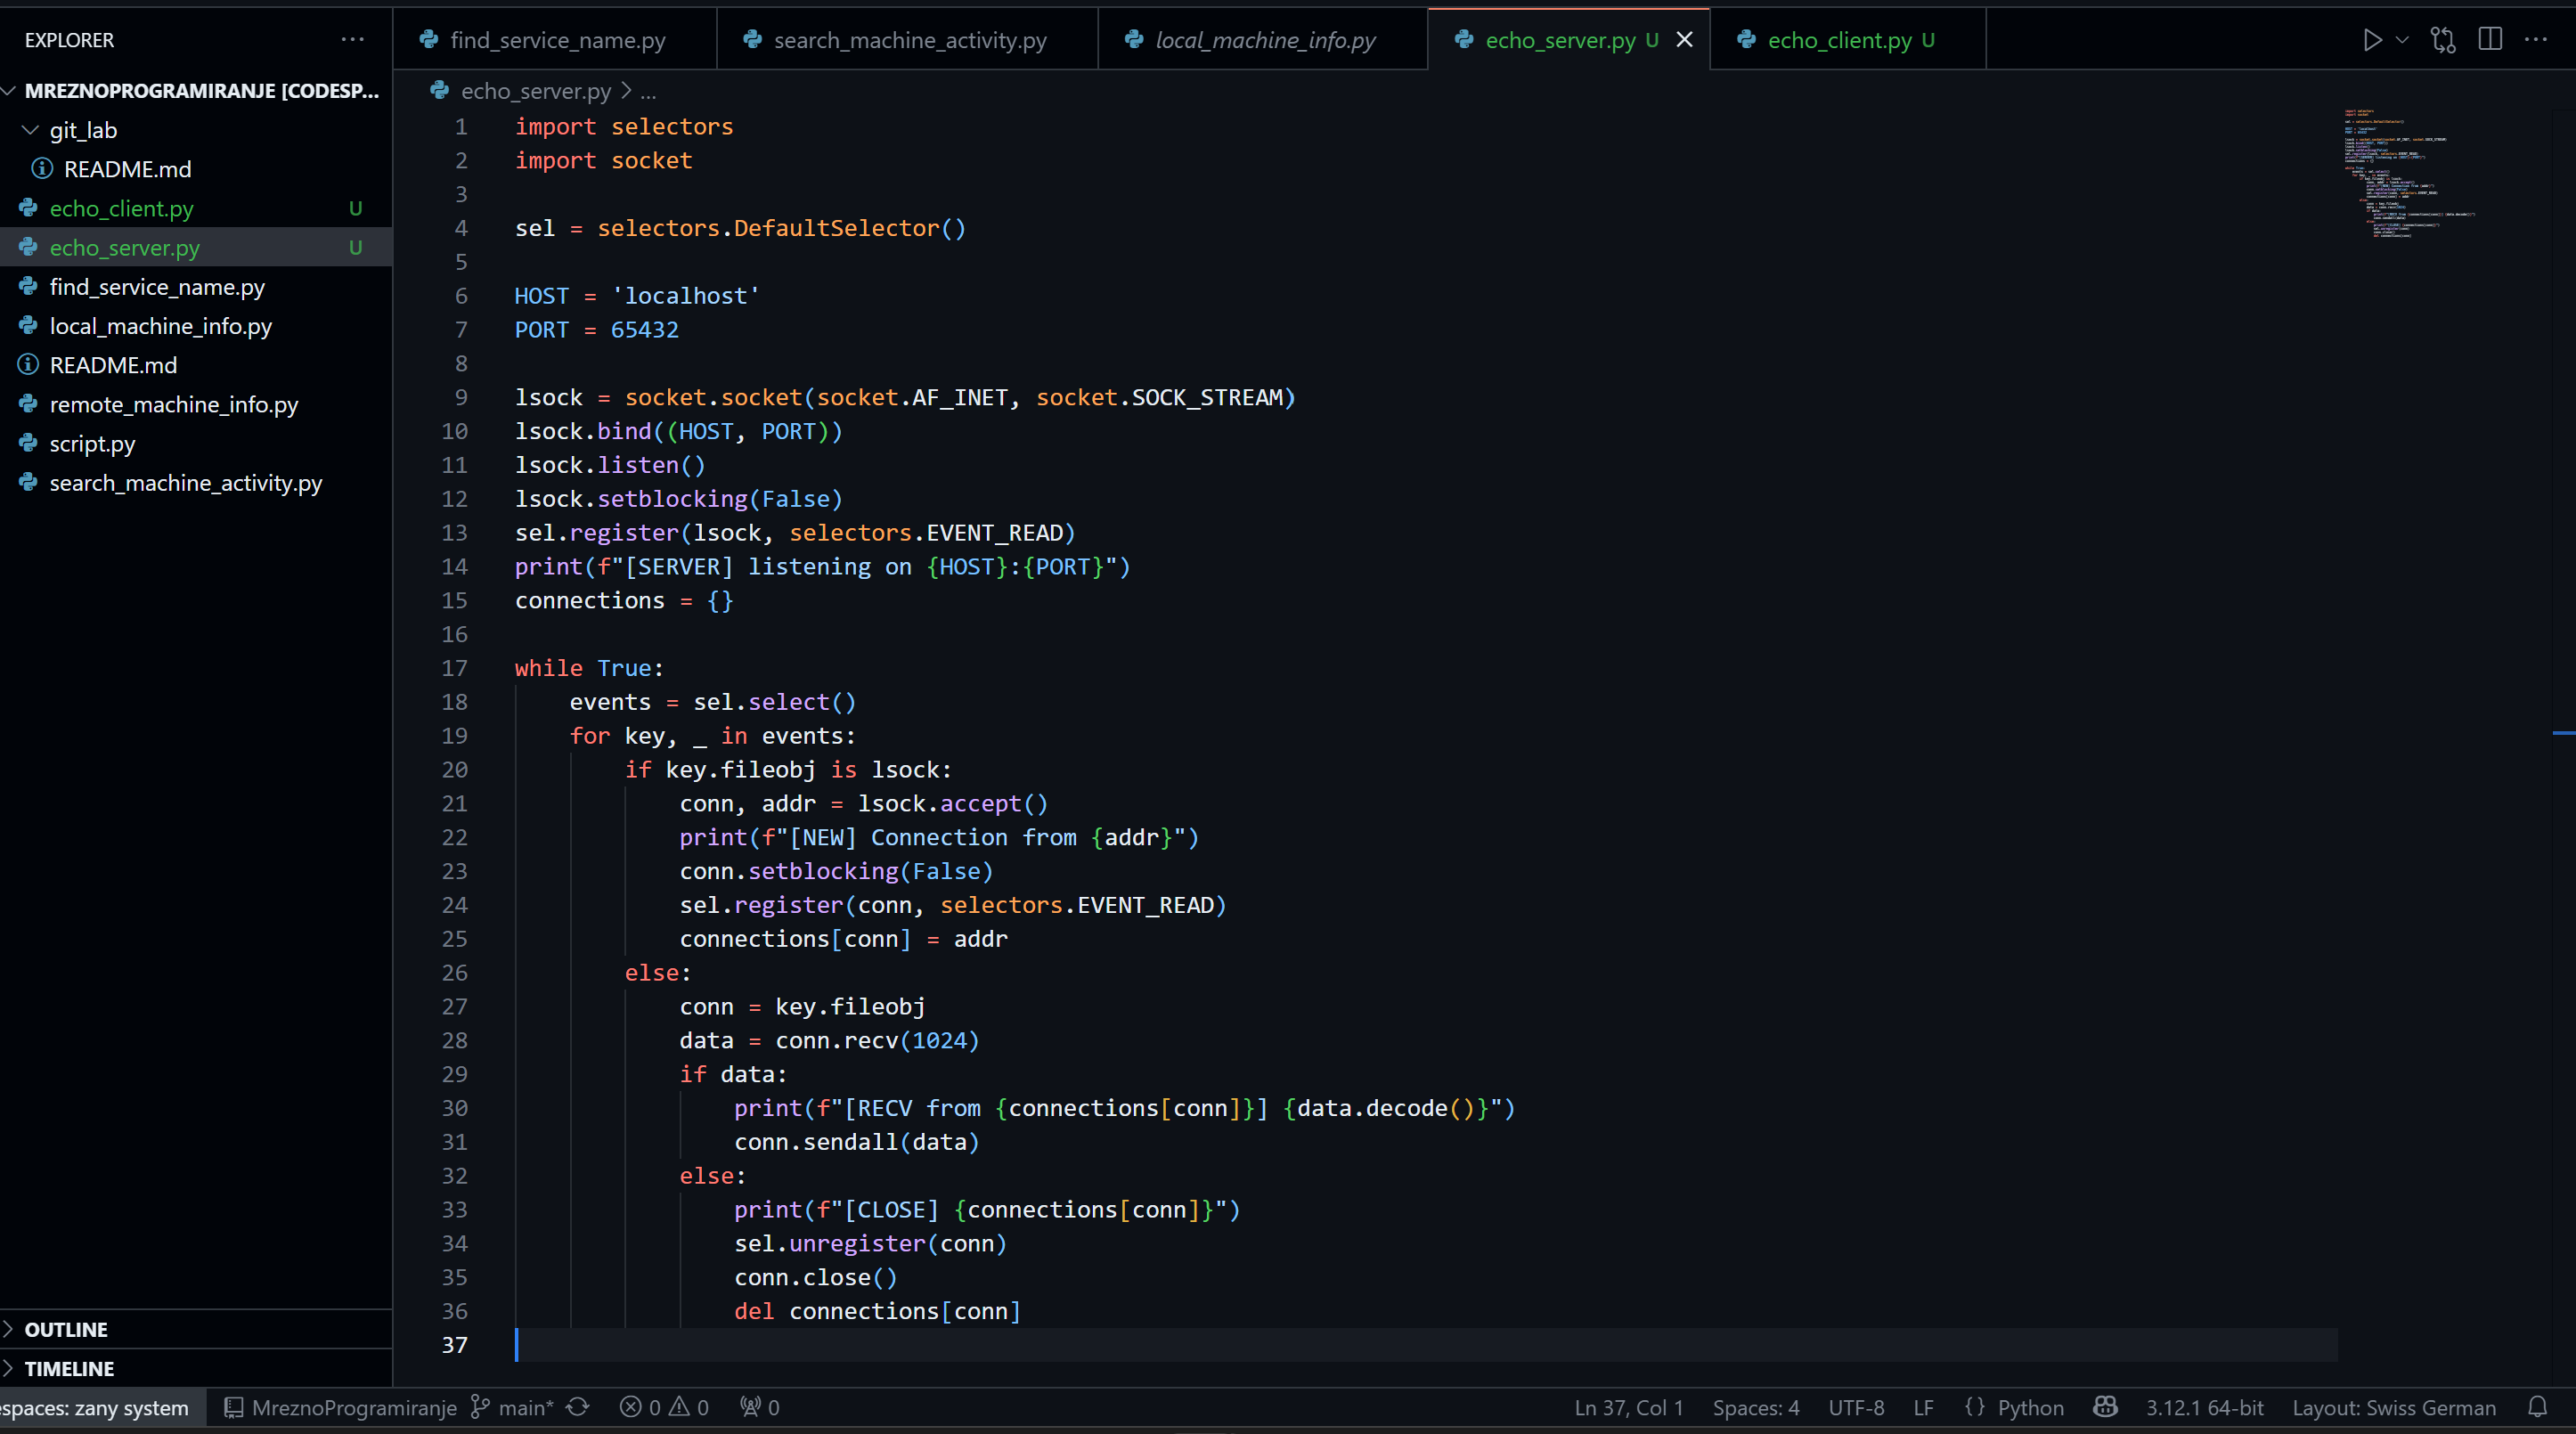 EXPLORER
MREZNOPROGRAMIRANJE [CODESP...
git_lab
README.md
echo_client.py U
echo_server.py U
find_service_name.py
local_machine_info.py
README.md
remote_machine_info.py
script.py
search_machine_activity.py
OUTLINE
TIMELINE
find_service_name.py search_machine_activity.py local_machine_info.py echo_server.py U echo_client.py U
echo_server.py > ...
1 import selectors
2 import socket
3
4 sel = selectors.DefaultSelector()
5
6 HOST = 'localhost'
7 PORT = 65432
8
9 lsock = socket.socket(socket.AF_INET, socket.SOCK_STREAM)
10 lsock.bind((HOST, PORT))
11 lsock.listen()
12 lsock.setblocking(False)
13 sel.register(lsock, selectors.EVENT_READ)
14 print(f"[SERVER] listening on {HOST}:{PORT}")
15 connections = {}
16
17 while True:
18     events = sel.select()
19     for key, _ in events:
20         if key.fileobj is lsock:
21             conn, addr = lsock.accept()
22             print(f"[NEW] Connection from {addr}")
23             conn.setblocking(False)
24             sel.register(conn, selectors.EVENT_READ)
25             connections[conn] = addr
26         else:
27             conn = key.fileobj
28             data = conn.recv(1024)
29             if data:
30                 print(f"[RECV from {connections[conn]}] {data.decode()}")
31                 conn.sendall(data)
32             else:
33                 print(f"[CLOSE] {connections[conn]}")
34                 sel.unregister(conn)
35                 conn.close()
36                 del connections[conn]
37
espaces: zany system MreznoProgramiranje main* 0 0 0 Ln 37, Col 1 Spaces: 4 UTF-8 LF {} Python 3.12.1 64-bit Layout: Swiss German